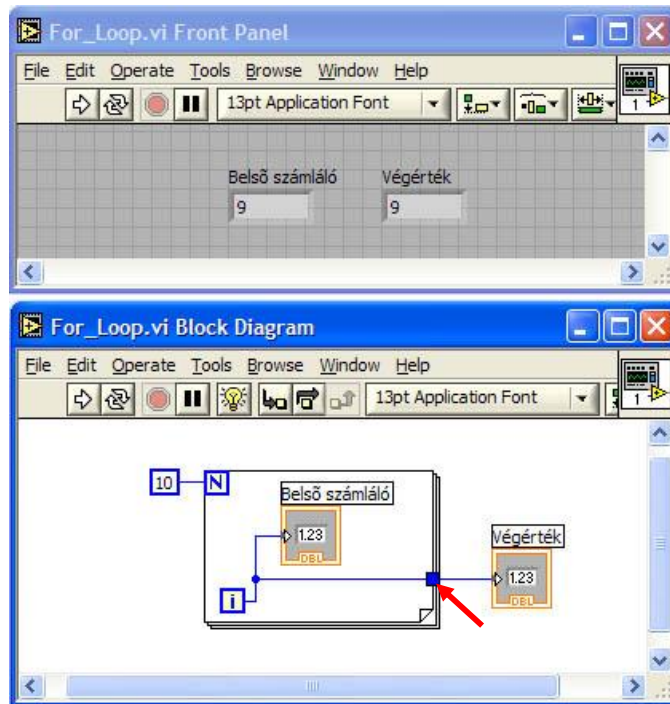 For_Loop.vi Front Panel
File Edit Operate Tools Browse Window Help
13pt Application Font
1
Belsõ számláló Végérték
9 9
For_Loop.vi Block Diagram
File Edit Operate Tools Browse Window Help
13pt Application Font
1
10 N
Belsõ számláló
1.23
DBL
Végérték
1.23
DBL
i